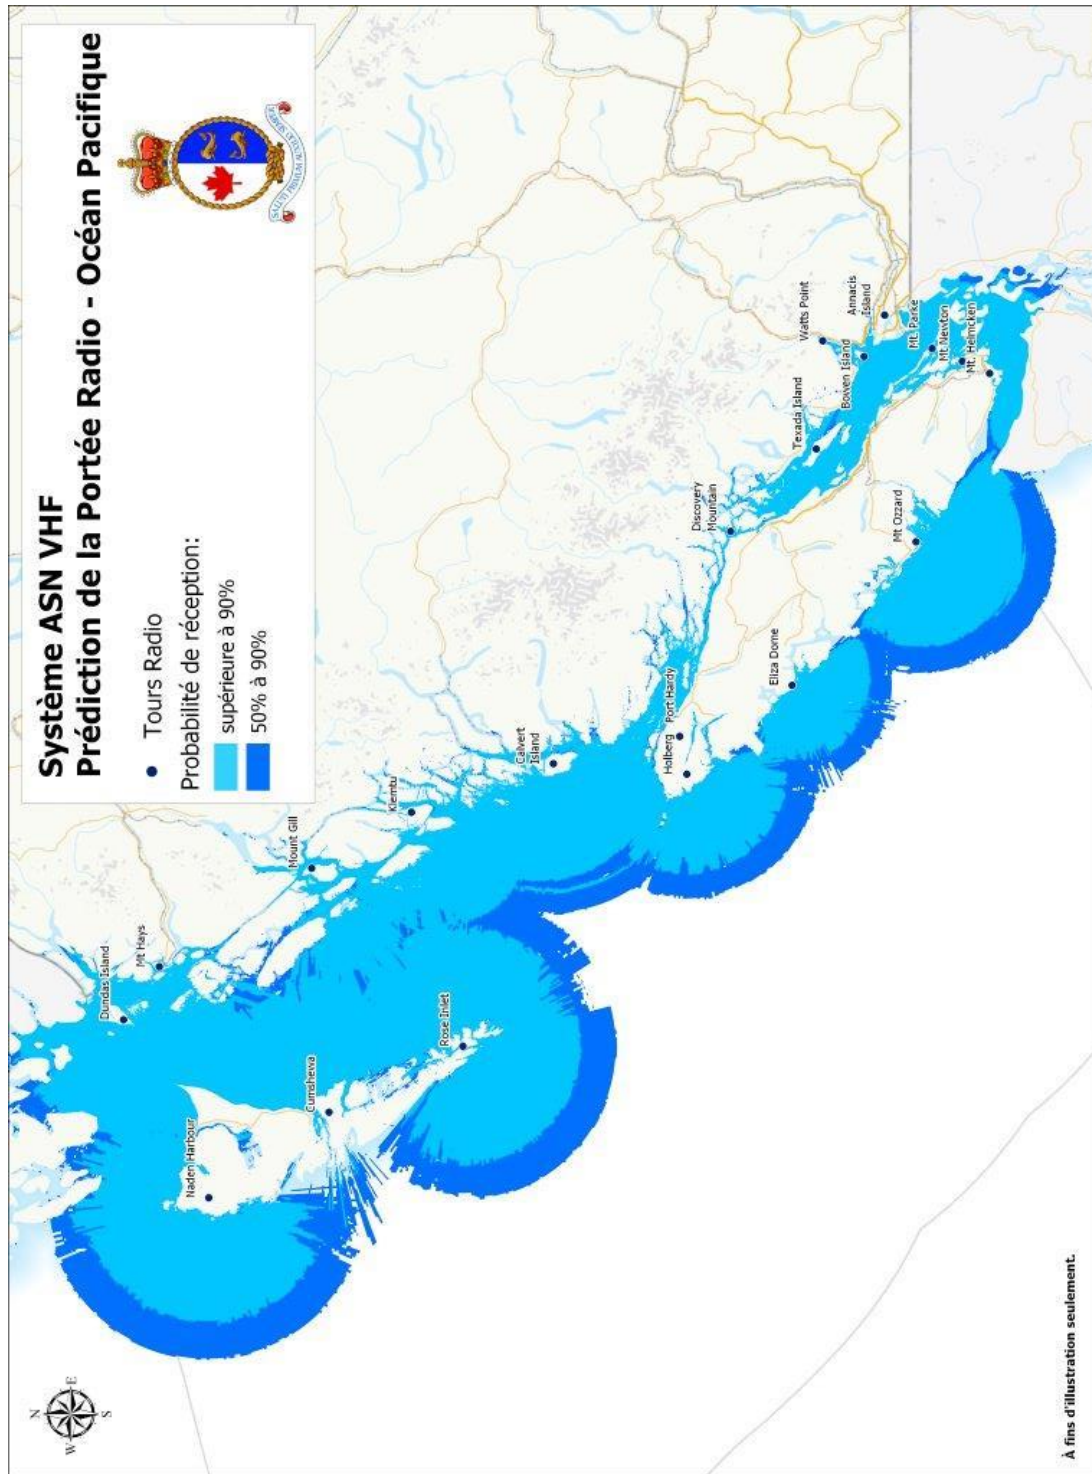 Système ASN VHF
Prédiction de la Portée Radio - Océan Pacifique
Tours Radio
Probabilité de réception:
supérieure à 90%
50% à 90%
N
W
E
S
Dundas Island
Mt Hays
Naden Harbour
Mount Gill
Cumshewa
Klemtu
Rose Inlet
Calvert
Island
Holberg
Port Hardy
Discovery
Mountain
Eliza Dome
Texada Island
Watts Point
Bowen Island
Annacis
Island
Mt Ozzard
Mt. Parke
Mt Newton
Mt. Helmcken
À fins d'illustration seulement.